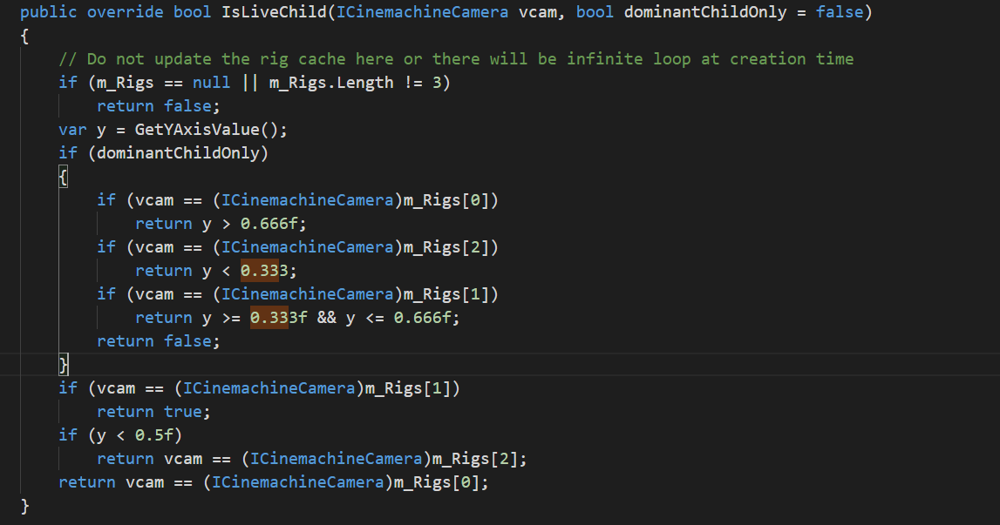 public override bool IsLiveChild(ICinemachineCamera vcam, bool dominantChildOnly = false)
{
    // Do not update the rig cache here or there will be infinite loop at creation time
    if (m_Rigs == null || m_Rigs.Length != 3)
        return false;
    var y = GetYAxisValue();
    if (dominantChildOnly)
    {
        if (vcam == (ICinemachineCamera)m_Rigs[0])
            return y > 0.666f;
        if (vcam == (ICinemachineCamera)m_Rigs[2])
            return y < 0.333;
        if (vcam == (ICinemachineCamera)m_Rigs[1])
            return y >= 0.333f && y <= 0.666f;
        return false;
    }
    if (vcam == (ICinemachineCamera)m_Rigs[1])
        return true;
    if (y < 0.5f)
        return vcam == (ICinemachineCamera)m_Rigs[2];
    return vcam == (ICinemachineCamera)m_Rigs[0];
}